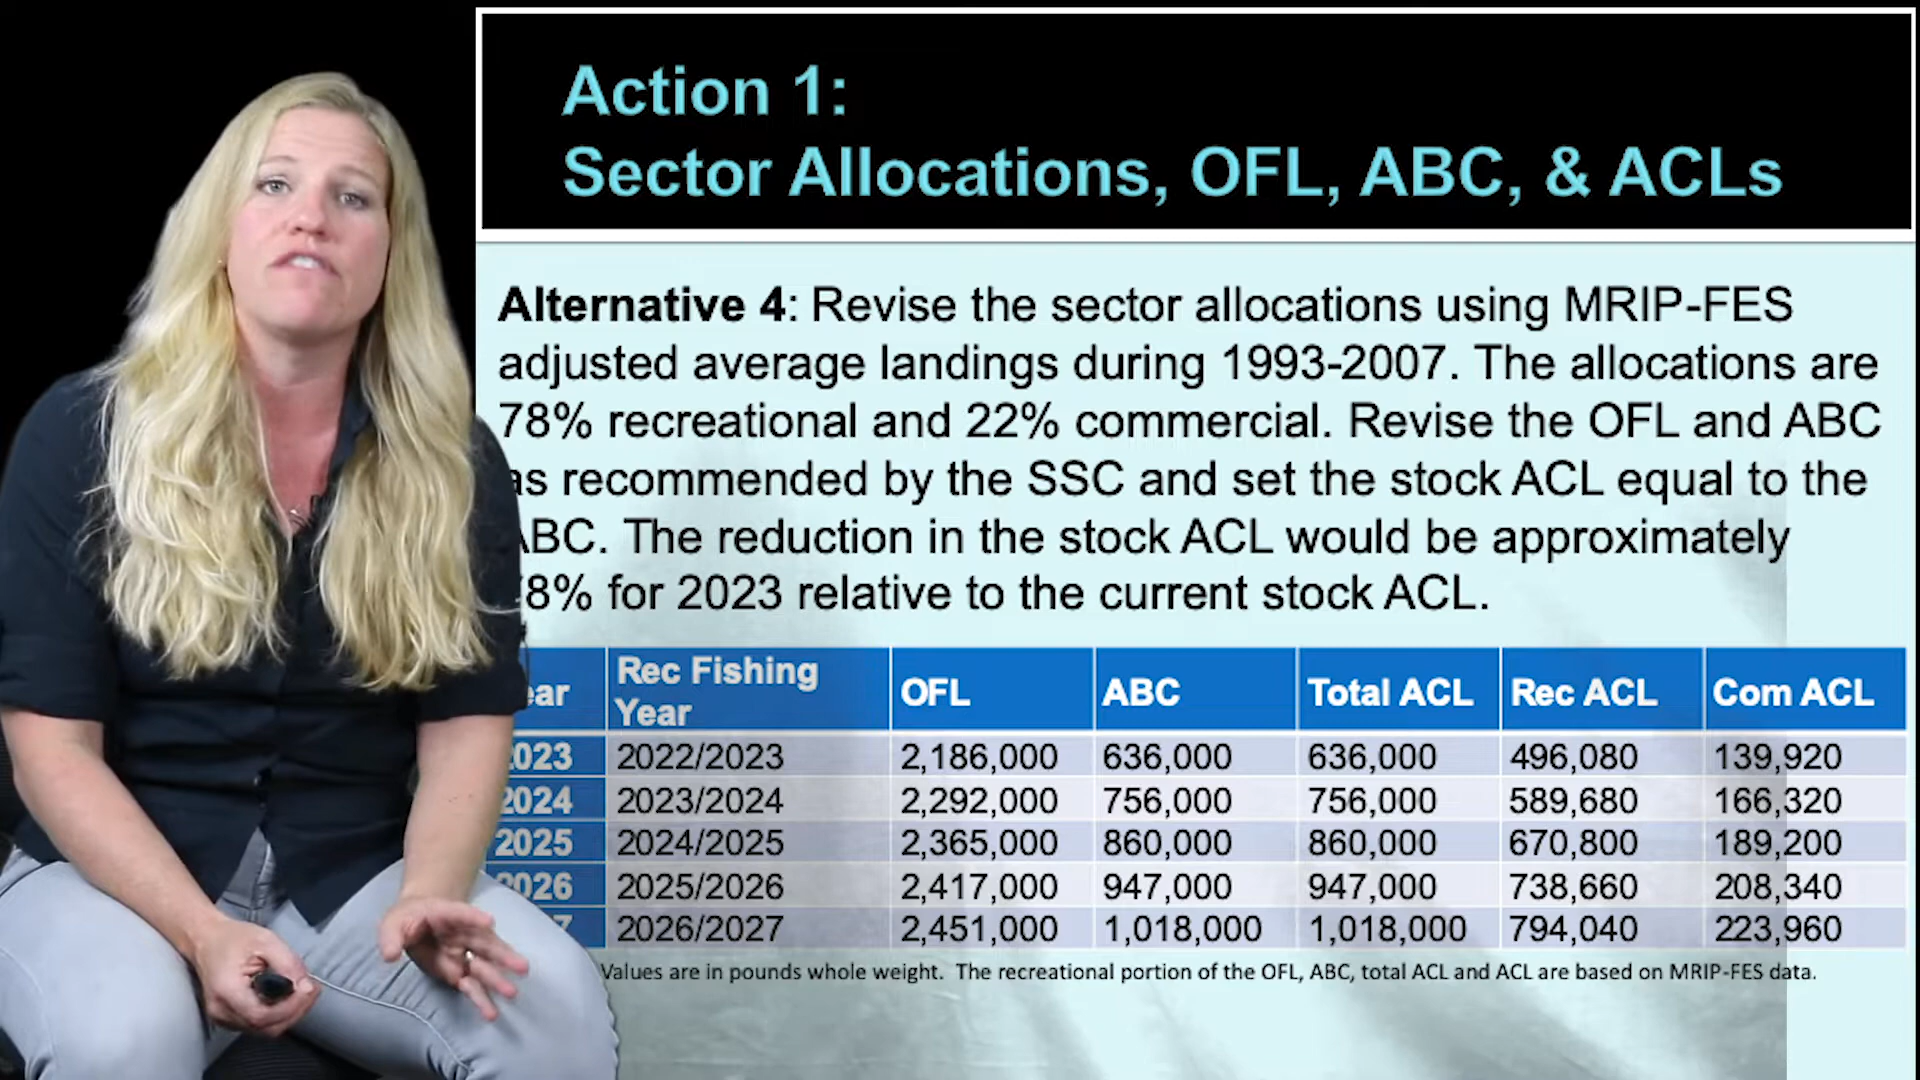 Action 1:
Sector Allocations, OFL, ABC, & ACLs
Alternative 4: Revise the sector allocations using MRIP-FES
adjusted average landings during 1993-2007. The allocations are
78% recreational and 22% commercial. Revise the OFL and ABC
as recommended by the SSC and set the stock ACL equal to the
ABC. The reduction in the stock ACL would be approximately
for 2023 relative to the current stock ACL.
Year Rec Fishing Year OFL ABC Total ACL Rec ACL Com ACL
2023 2022/2023 2,186,000 636,000 636,000 496,080 139,920
2024 2023/2024 2,292,000 756,000 756,000 589,680 166,320
2025 2024/2025 2,365,000 860,000 860,000 670,800 189,200
2026 2025/2026 2,417,000 947,000 947,000 738,660 208,340
2026/2027 2,451,000 1,018,000 1,018,000 794,040 223,960
Values are in pounds whole weight. The recreational portion of the OFL, ABC, total ACL and ACL are based on MRIP-FES data.